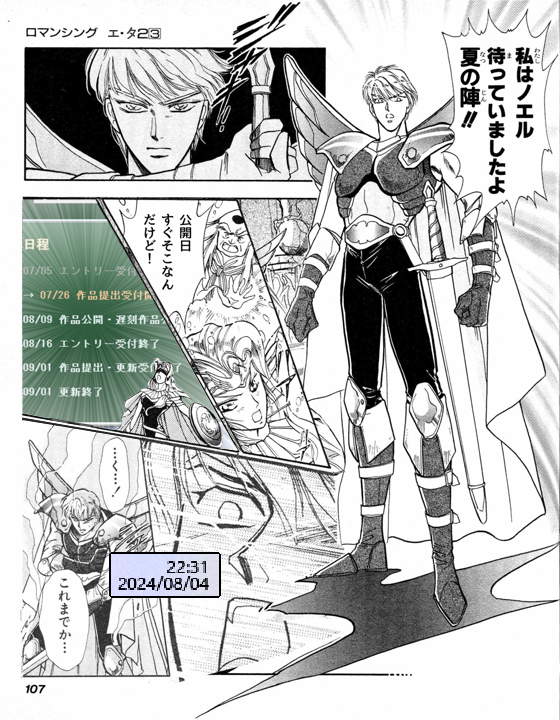 ロマンシング エ・タ2③
私はノエル
待っていましたよ
夏の陣!!
公開日
すぐそこなん
だけど!
日程
07/05 エントリー受付
→ 07/26 作品提出受付開
08/09 作品公開・遅刻作品
08/16 エントリー受付終了
09/01 作品提出・更新受付終了
09/01 更新終了
…く…!
これまでか…
22:31
2024/08/04
107